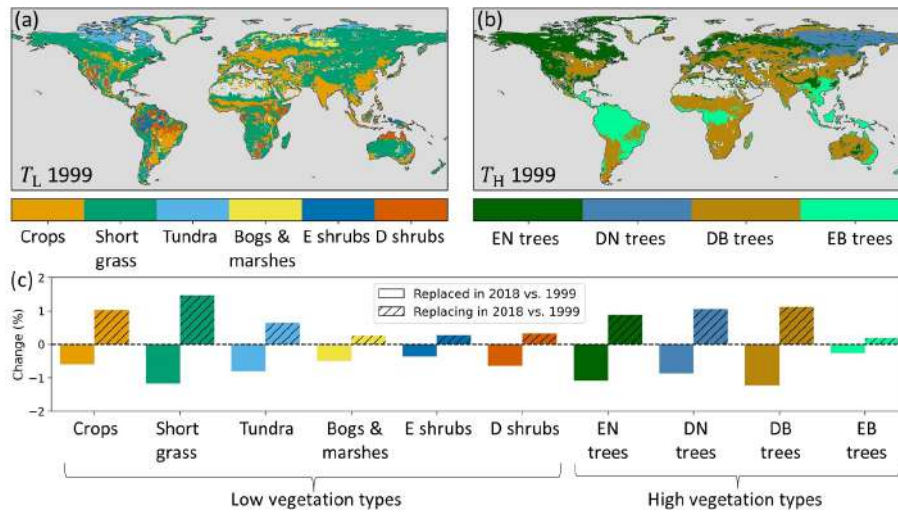 (a)
T_L 1999
(b)
T_H 1999
Crops Short grass Tundra Bogs & marshes E shrubs D shrubs
EN trees DN trees DB trees EB trees
(c)
Replaced in 2018 vs. 1999
Replacing in 2018 vs. 1999
Change (%)
2
1
0
−1
−2
Crops Short grass Tundra Bogs & marshes E shrubs D shrubs EN trees DN trees DB trees EB trees
Low vegetation types High vegetation types